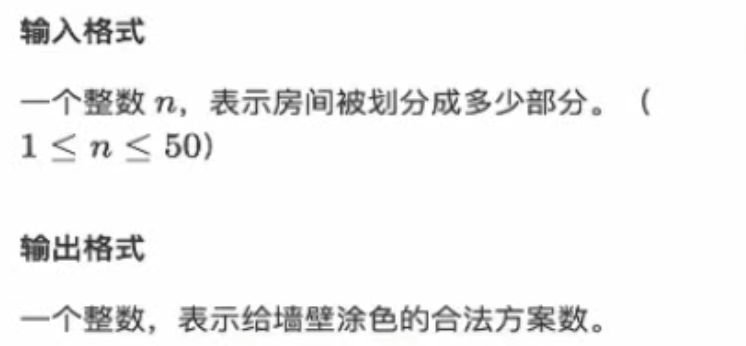 输入格式
一个整数 n，表示房间被划分成多少部分。（
1 ≤ n ≤ 50）
输出格式
一个整数，表示给墙壁涂色的合法方案数。